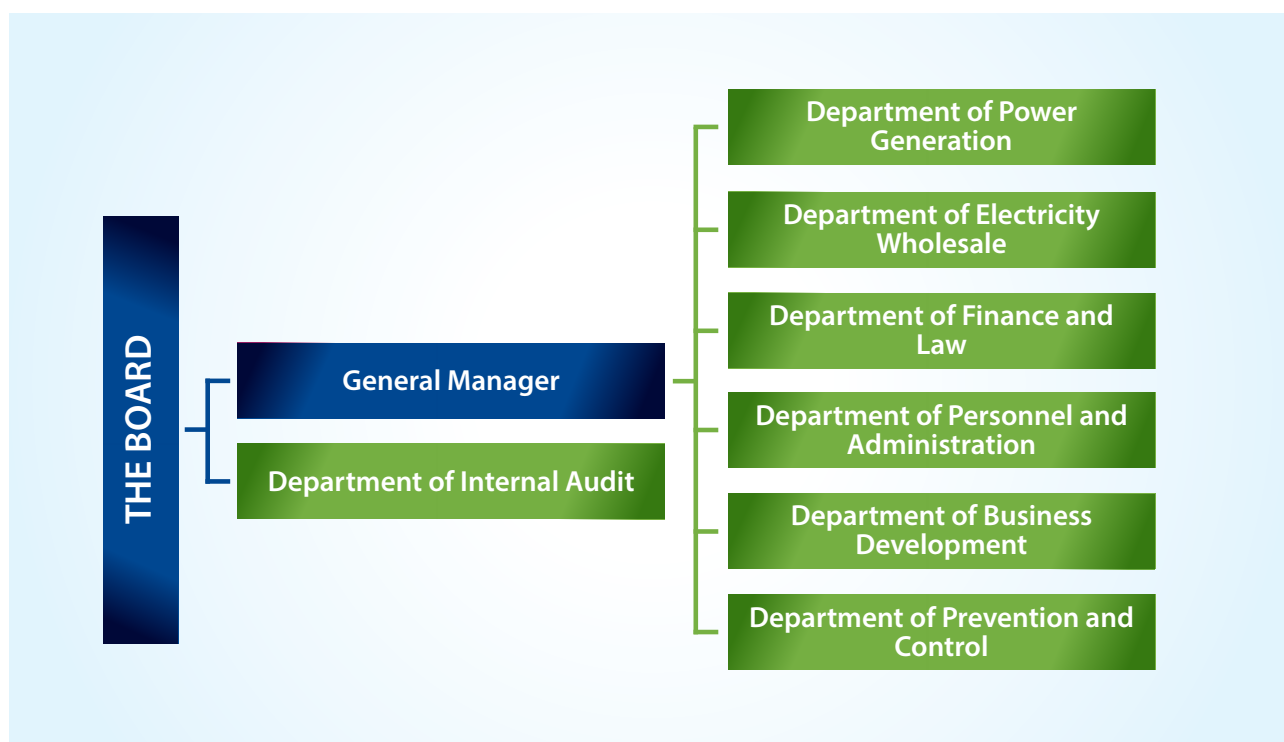 THE BOARD
General Manager
Department of Internal Audit
Department of Power
Generation
Department of Electricity
Wholesale
Department of Finance and
Law
Department of Personnel and
Administration
Department of Business
Development
Department of Prevention and
Control